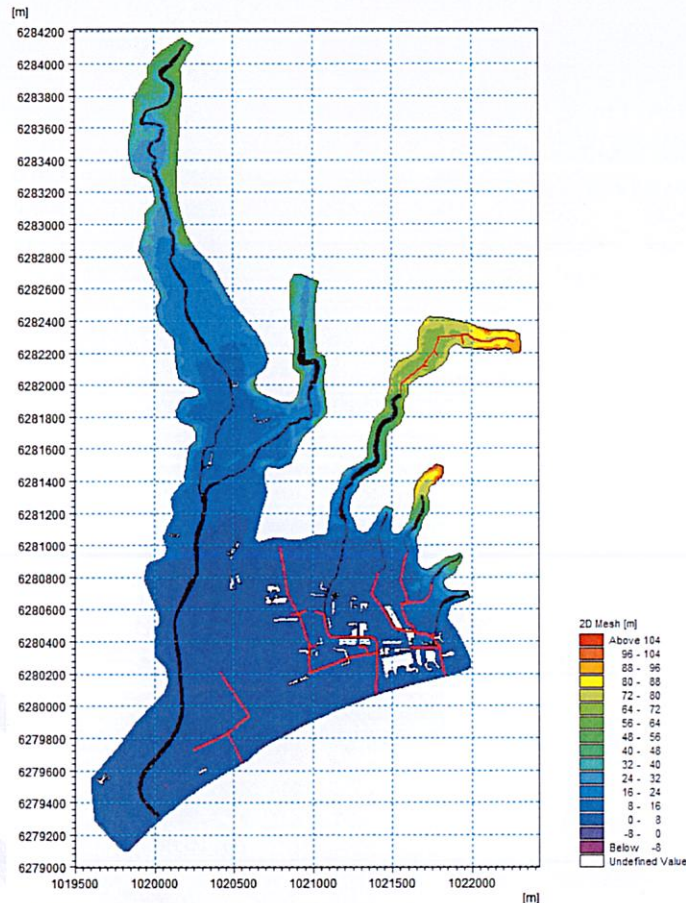 [m]
6284200
6284000
6283800
6283600
6283400
6283200
6283000
6282800
6282600
6282400
6282200
6282000
6281800
6281600
6281400
6281200
6281000
6280800
6280600
6280400
6280200
6280000
6279800
6279600
6279400
6279200
6279000
1019500 1020000 1020500 1021000 1021500 1022000
[m]
2D Mesh [m]
Above 104
96 - 104
88 - 96
80 - 88
72 - 80
64 - 72
56 - 64
48 - 56
40 - 48
32 - 40
24 - 32
16 - 24
8 - 16
0 - 8
-8 - 0
Below -8
Undefined Value